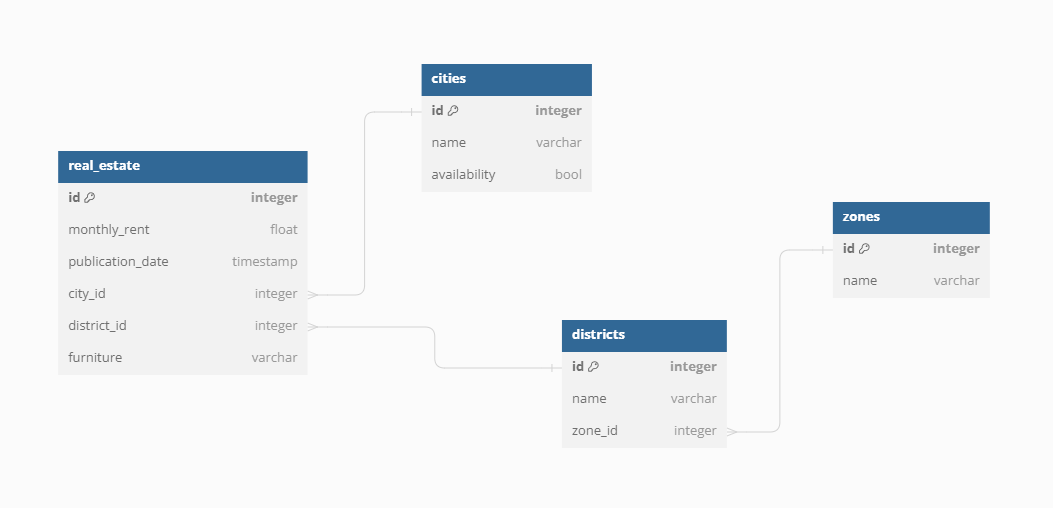 cities
id integer
name varchar
availability bool
real_estate
id integer
monthly_rent float
publication_date timestamp
city_id integer
district_id integer
furniture varchar
zones
id integer
name varchar
districts
id integer
name varchar
zone_id integer